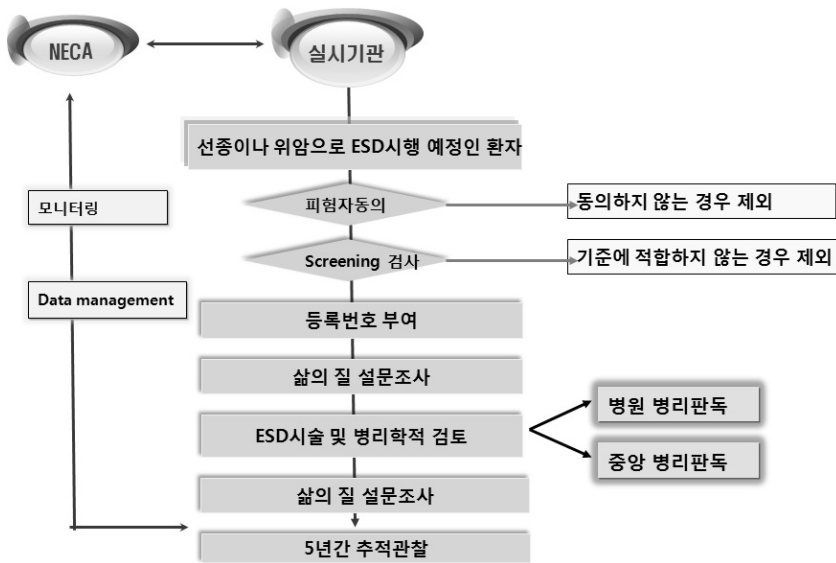 NECA
실시기관
선종이나 위암으로 ESD시행 예정인 환자
모니터링
피험자동의
동의하지 않는 경우 제외
Screening 검사
기준에 적합하지 않는 경우 제외
Data management
등록번호 부여
삶의 질 설문조사
병원 병리판독
ESD시술 및 병리학적 검토
중앙 병리판독
삶의 질 설문조사
5년간 추적관찰